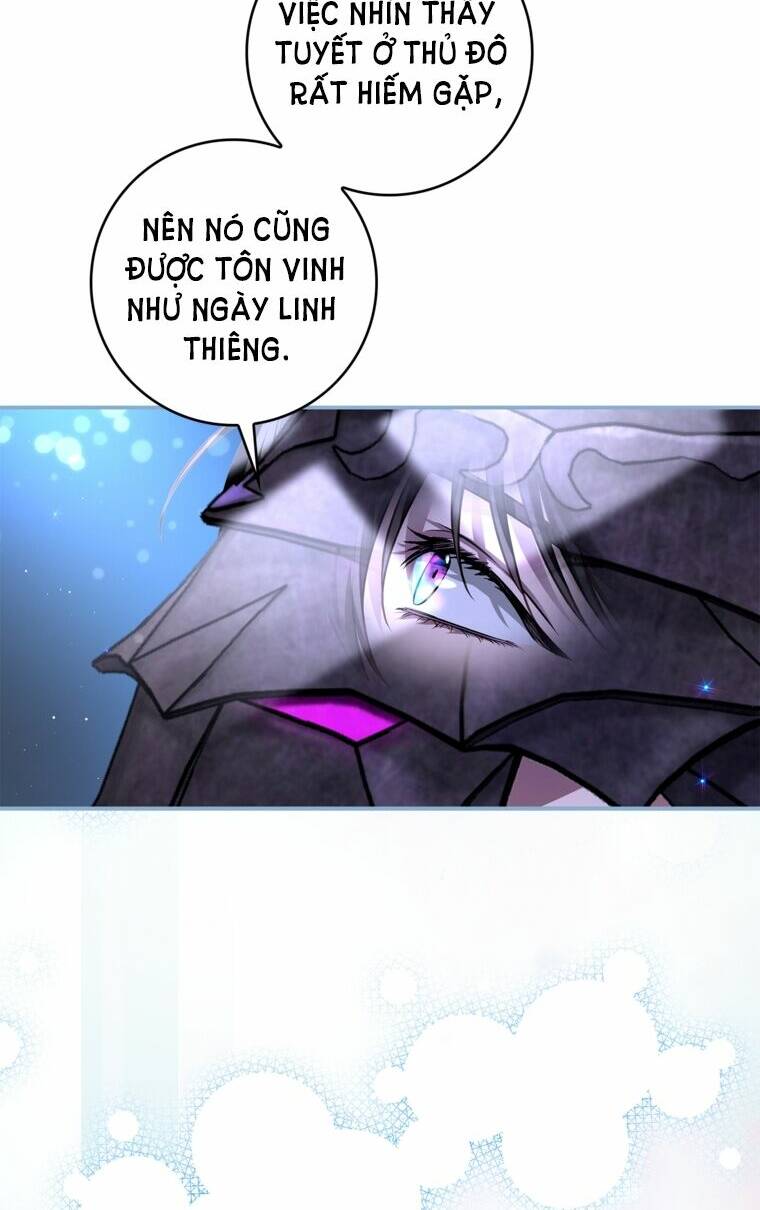 VIỆC NHÌN THẤY
TUYẾT Ở THỦ ĐÔ
RẤT HIẾM GẶP,
NÊN NÓ CŨNG
ĐƯỢC TÔN VINH
NHƯ NGÀY LINH
THIÊNG.